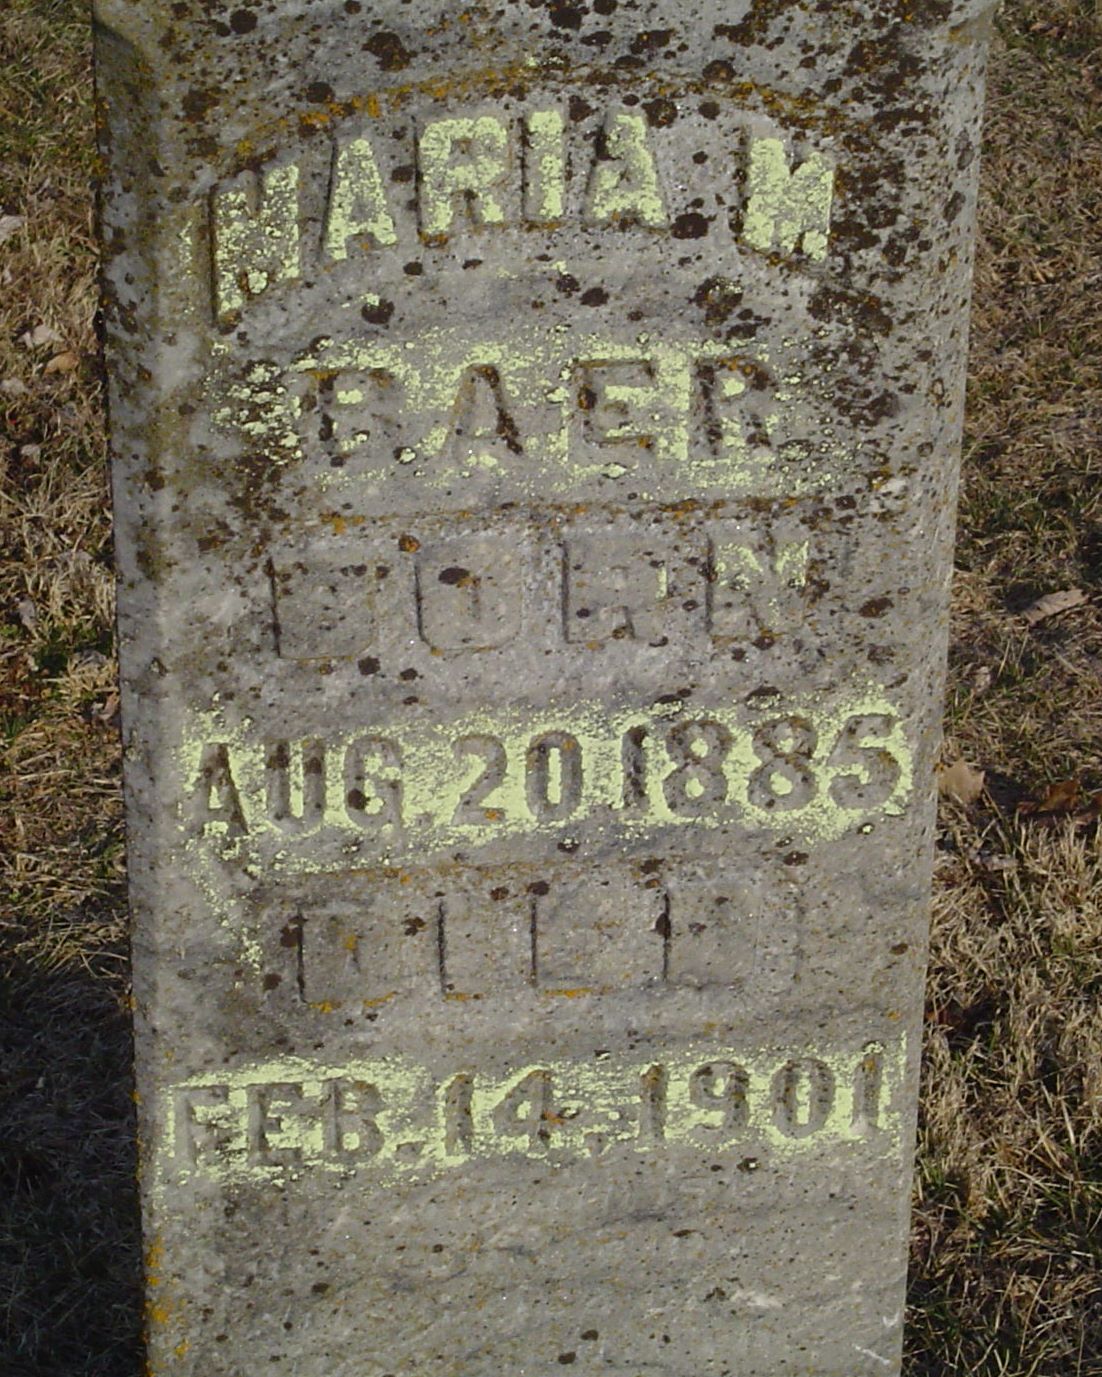 MARIA M
BAER
BORN
AUG. 20 1885
DIED
FEB. 14, 1901